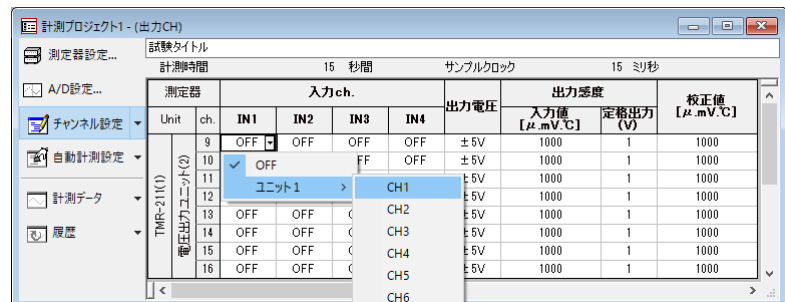 計測プロジェクト1 - (出力CH)
測定器設定...
A/D設定...
チャンネル設定
自動計測設定
計測データ
履歴
試験タイトル
計測時間 15 秒間 サンプルクロック 15 ミリ秒
測定器 入力ch. 出力電圧 出力感度 校正値[μ.mV.℃]
Unit ch. IN1 IN2 IN3 IN4 入力値[μ.mV.℃] 定格出力(V)
TMR-211(1)
電圧出力ユニット(2)
9 OFF OFF OFF OFF ±5V 1000 1 1000
10 FF OFF ±5V 1000 1 1000
11 ±5V 1000 1 1000
12 ±5V 1000 1 1000
13 OFF OFF ±5V 1000 1 1000
14 OFF OFF ±5V 1000 1 1000
15 OFF OFF ±5V 1000 1 1000
16 OFF OFF ±5V 1000 1 1000
OFF
ユニット1
CH1
CH2
CH3
CH4
CH5
CH6